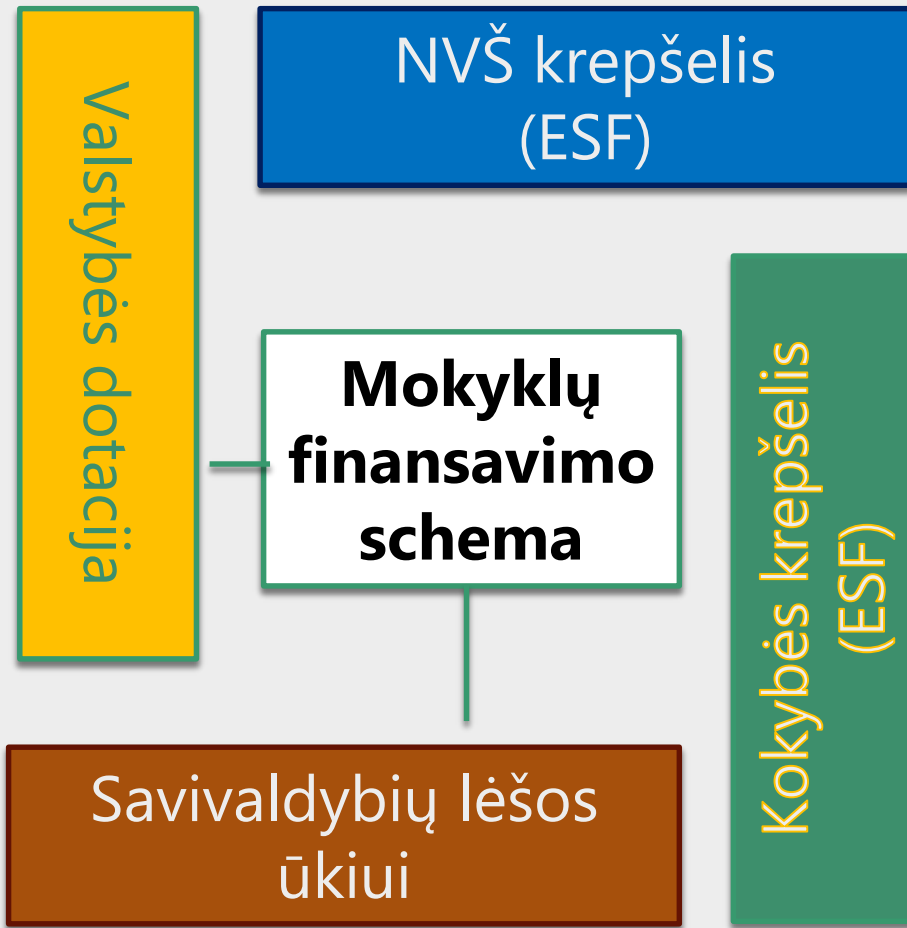 Valstybės dotacija
NVŠ krepšelis
(ESF)
Mokyklų
finansavimo
schema
Kokybės krepšelis
(ESF)
Savivaldybių lėšos
ūkiui